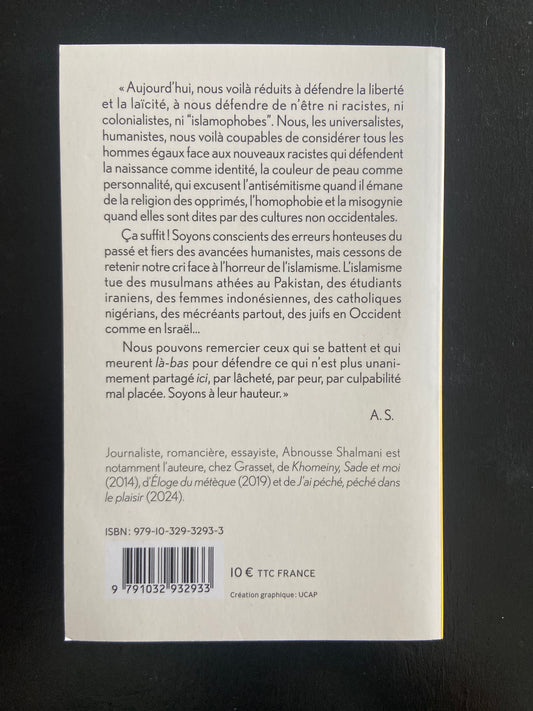 « Aujourd'hui, nous voilà réduits à défendre la liberté
et la laïcité, à nous défendre de n'être ni racistes, ni
colonialistes, ni “islamophobes”. Nous, les universalistes,
humanistes, nous voilà coupables de considérer tous les
hommes égaux face aux nouveaux racistes qui défendent
la naissance comme identité, la couleur de peau comme
personnalité, qui excusent l'antisémitisme quand il émane
de la religion des opprimés, l'homophobie et la misogynie
quand elles sont dites par des cultures non occidentales.
Ça suffit ! Soyons conscients des erreurs honteuses du
passé et fiers des avancées humanistes, mais cessons de
retenir notre cri face à l'horreur de l'islamisme. L'islamisme
tue des musulmans athées au Pakistan, des étudiants
iraniens, des femmes indonésiennes, des catholiques
nigérians, des mécréants partout, des juifs en Occident
comme en Israël...
Nous pouvons remercier ceux qui se battent et qui
meurent là-bas pour défendre ce qui n'est plus unani-
mement partagé ici, par lâcheté, par peur, par culpabilité
mal placée. Soyons à leur hauteur. »
A. S.
Journaliste, romancière, essayiste, Abnousse Shalmani est
notamment l'auteure, chez Grasset, de Khomeiny, Sade et moi
(2014), d'Éloge du métèque (2019) et de J'ai péché, péché dans
le plaisir (2024).
ISBN : 979-10-329-3293-3
9 791032 932933
10 € TTC FRANCE
Création graphique : UCAP